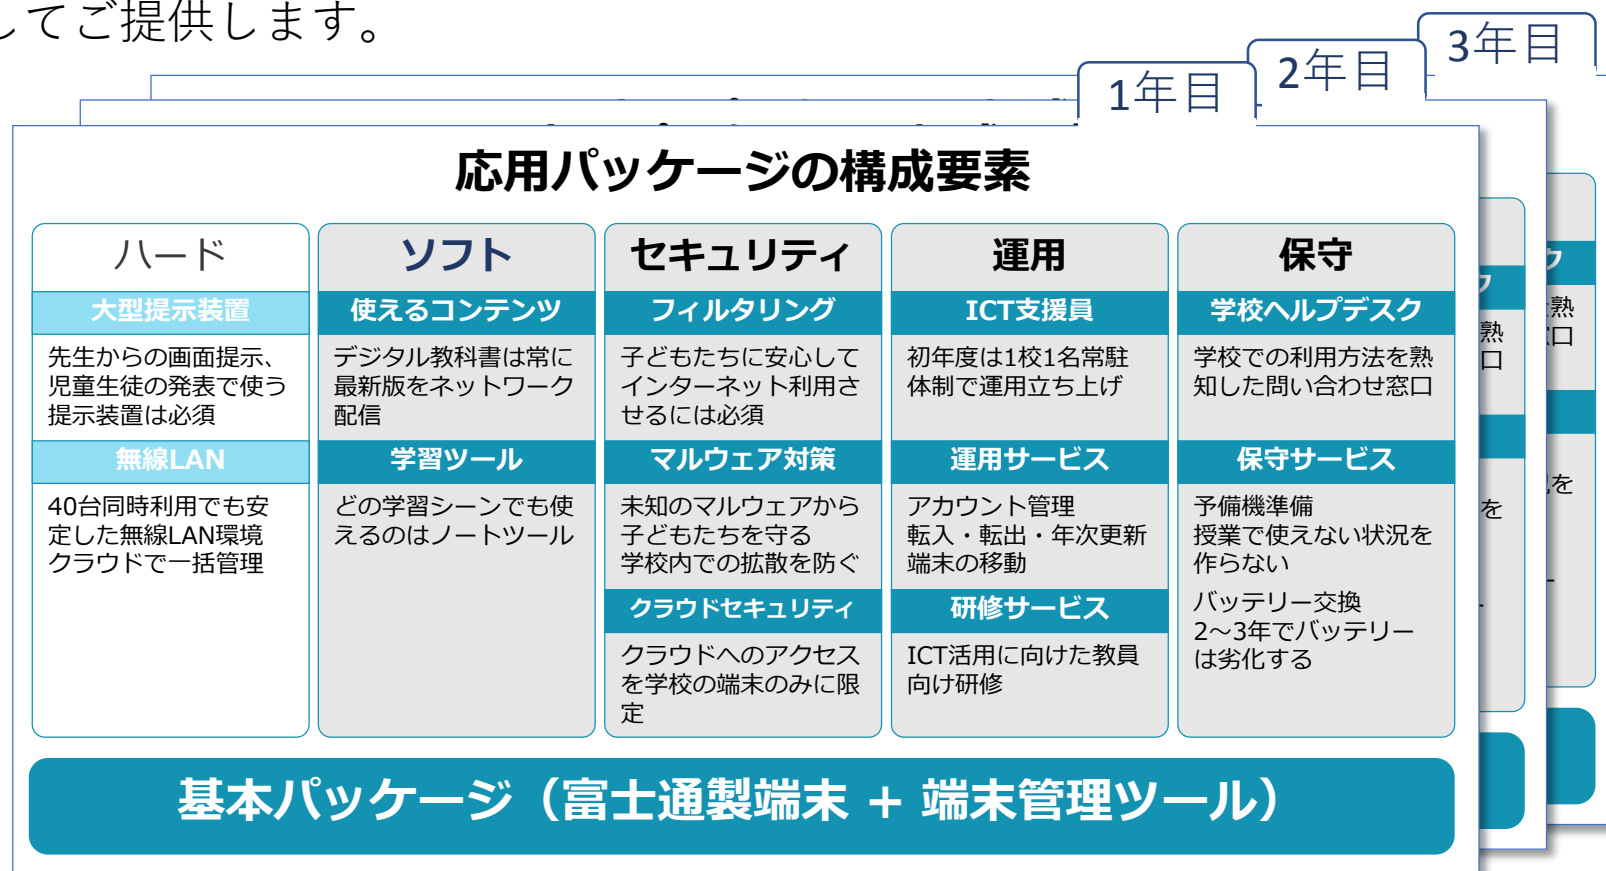 してご提供します。
1年目
2年目
3年目
応用パッケージの構成要素
ハード
大型提示装置
先生からの画面提示、
児童生徒の発表で使う
提示装置は必須
無線LAN
40台同時利用でも安
定した無線LAN環境
クラウドで一括管理
ソフト
使えるコンテンツ
デジタル教科書は常に
最新版をネットワーク
配信
学習ツール
どの学習シーンでも使
えるのはノートツール
セキュリティ
フィルタリング
子どもたちに安心して
インターネット利用さ
せるには必須
マルウェア対策
未知のマルウェアから
子どもたちを守る
学校内での拡散を防ぐ
クラウドセキュリティ
クラウドへのアクセス
を学校の端末のみに限
定
運用
ICT支援員
初年度は1校1名常駐
体制で運用立ち上げ
運用サービス
アカウント管理
転入・転出・年次更新
端末の移動
研修サービス
ICT活用に向けた教員
向け研修
保守
学校ヘルプデスク
学校での利用方法を熟
知した問い合わせ窓口
保守サービス
予備機準備
授業で使えない状況を
作らない
バッテリー交換
2～3年でバッテリー
は劣化する
基本パッケージ（富士通製端末 + 端末管理ツール）
ク
熟
口
を
ク
熟
口
を